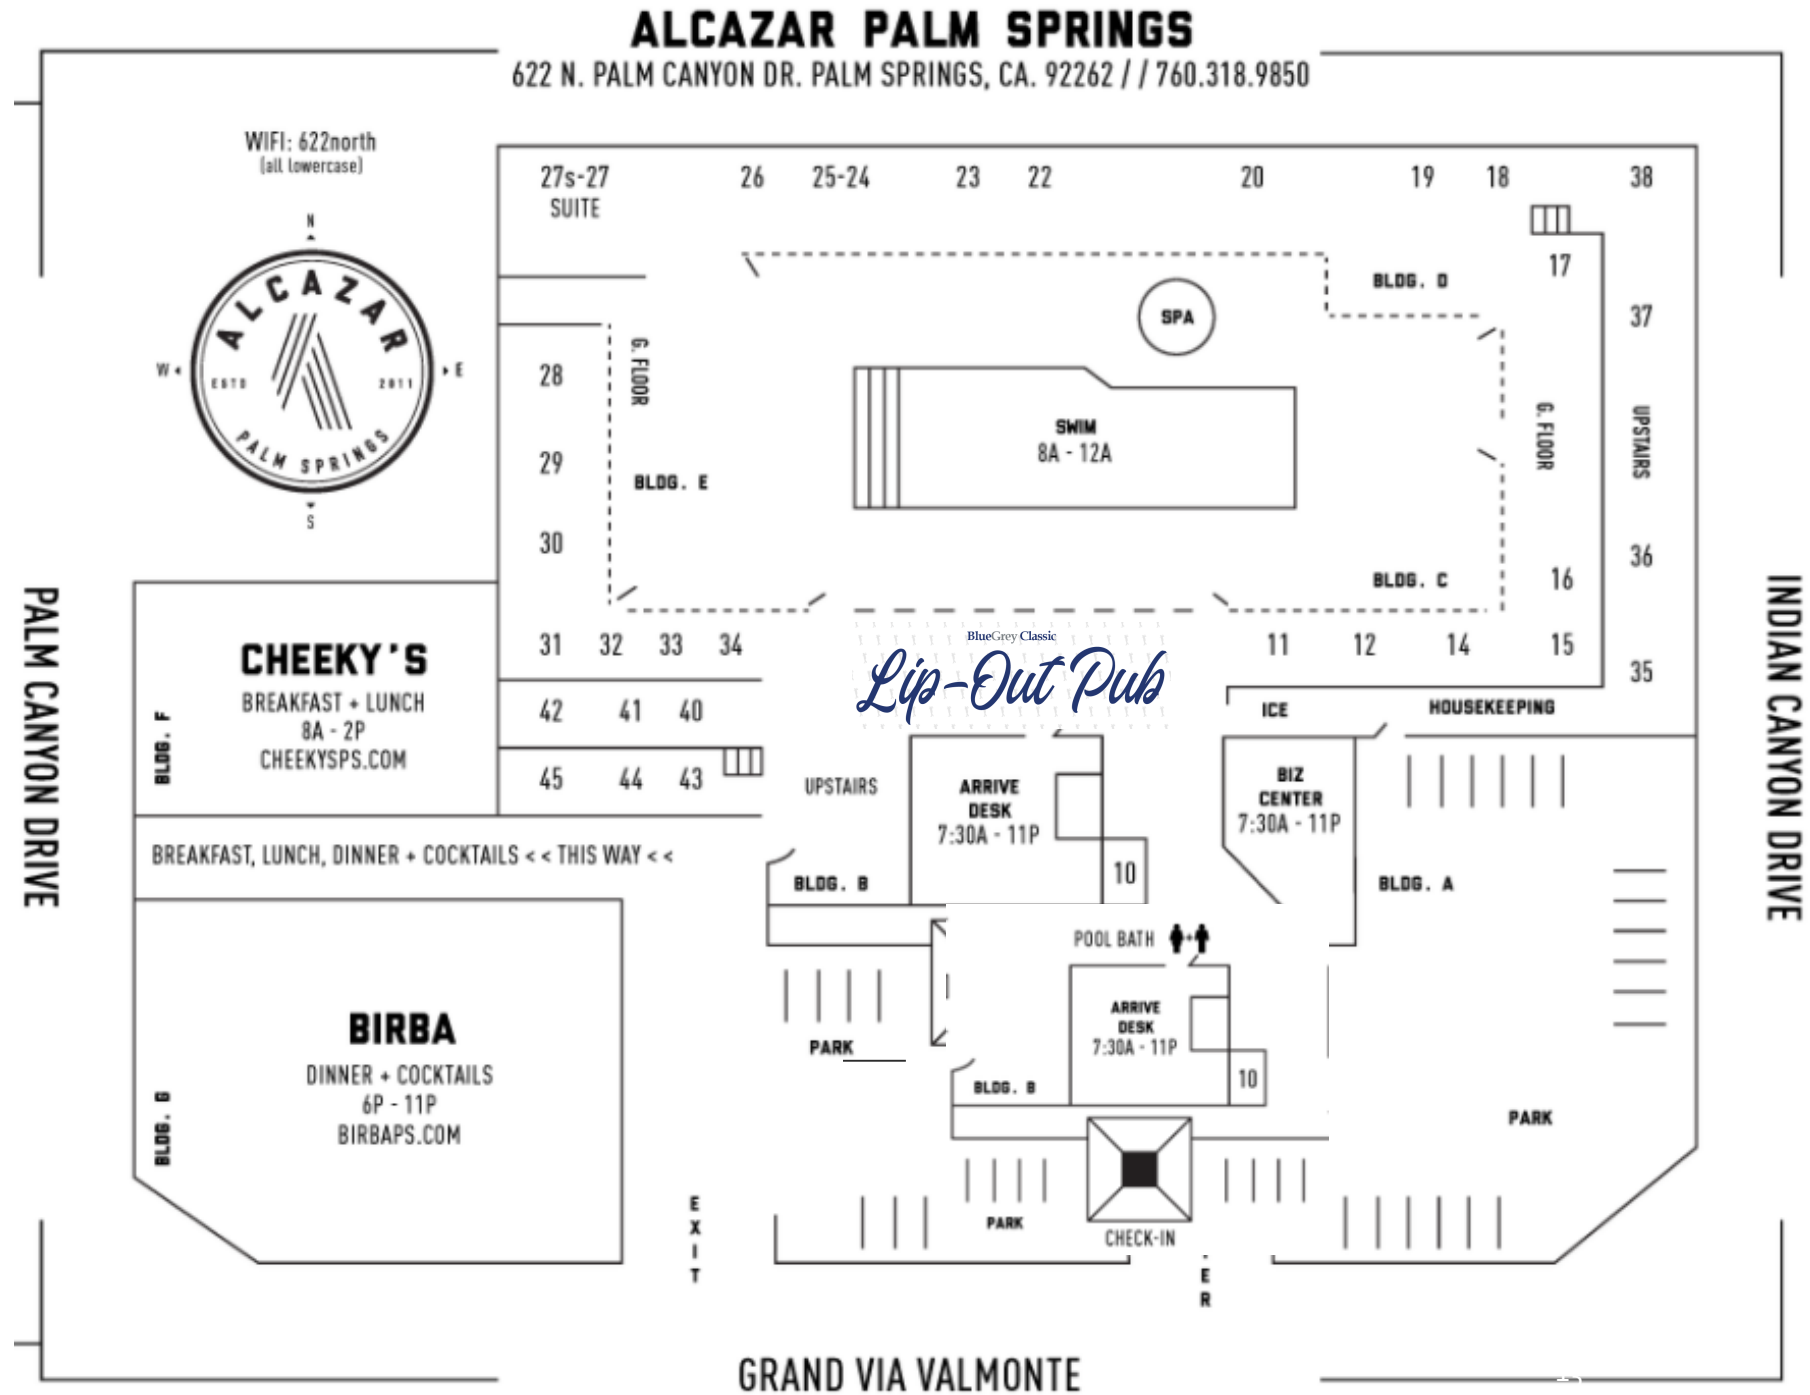 ALCAZAR PALM SPRINGS
622 N. PALM CANYON DR. PALM SPRINGS, CA. 92262 // 760.318.9850
WIFI: 622north
(all lowercase)
N
W
E
S
ALCAZAR
ESTD
2011
PALM SPRINGS
27s-27
SUITE
26
25-24
23
22
20
19
18
38
17
37
BLDG. D
SPA
G. FLOOR
28
29
30
BLDG. E
SWIM
8A - 12A
G. FLOOR
UPSTAIRS
BLDG. C
16
36
31
32
33
34
BlueGrey Classic
Lip-Out Pub
11
12
14
15
35
42
41
40
ICE
HOUSEKEEPING
45
44
43
UPSTAIRS
ARRIVE
DESK
7:30A - 11P
BIZ
CENTER
7:30A - 11P
10
BLDG. B
BLDG. A
PALM CANYON DRIVE
INDIAN CANYON DRIVE
CHEEKY'S
BREAKFAST + LUNCH
8A - 2P
CHEEKYSPS.COM
BLDG. F
BREAKFAST, LUNCH, DINNER + COCKTAILS << THIS WAY <<
POOL BATH
+
ARRIVE
DESK
7:30A - 11P
10
BLDG. B
PARK
BIRBA
DINNER + COCKTAILS
6P - 11P
BIRBAPS.COM
BLDG. G
PARK
PARK
CHECK-IN
EXIT
ER
GRAND VIA VALMONTE